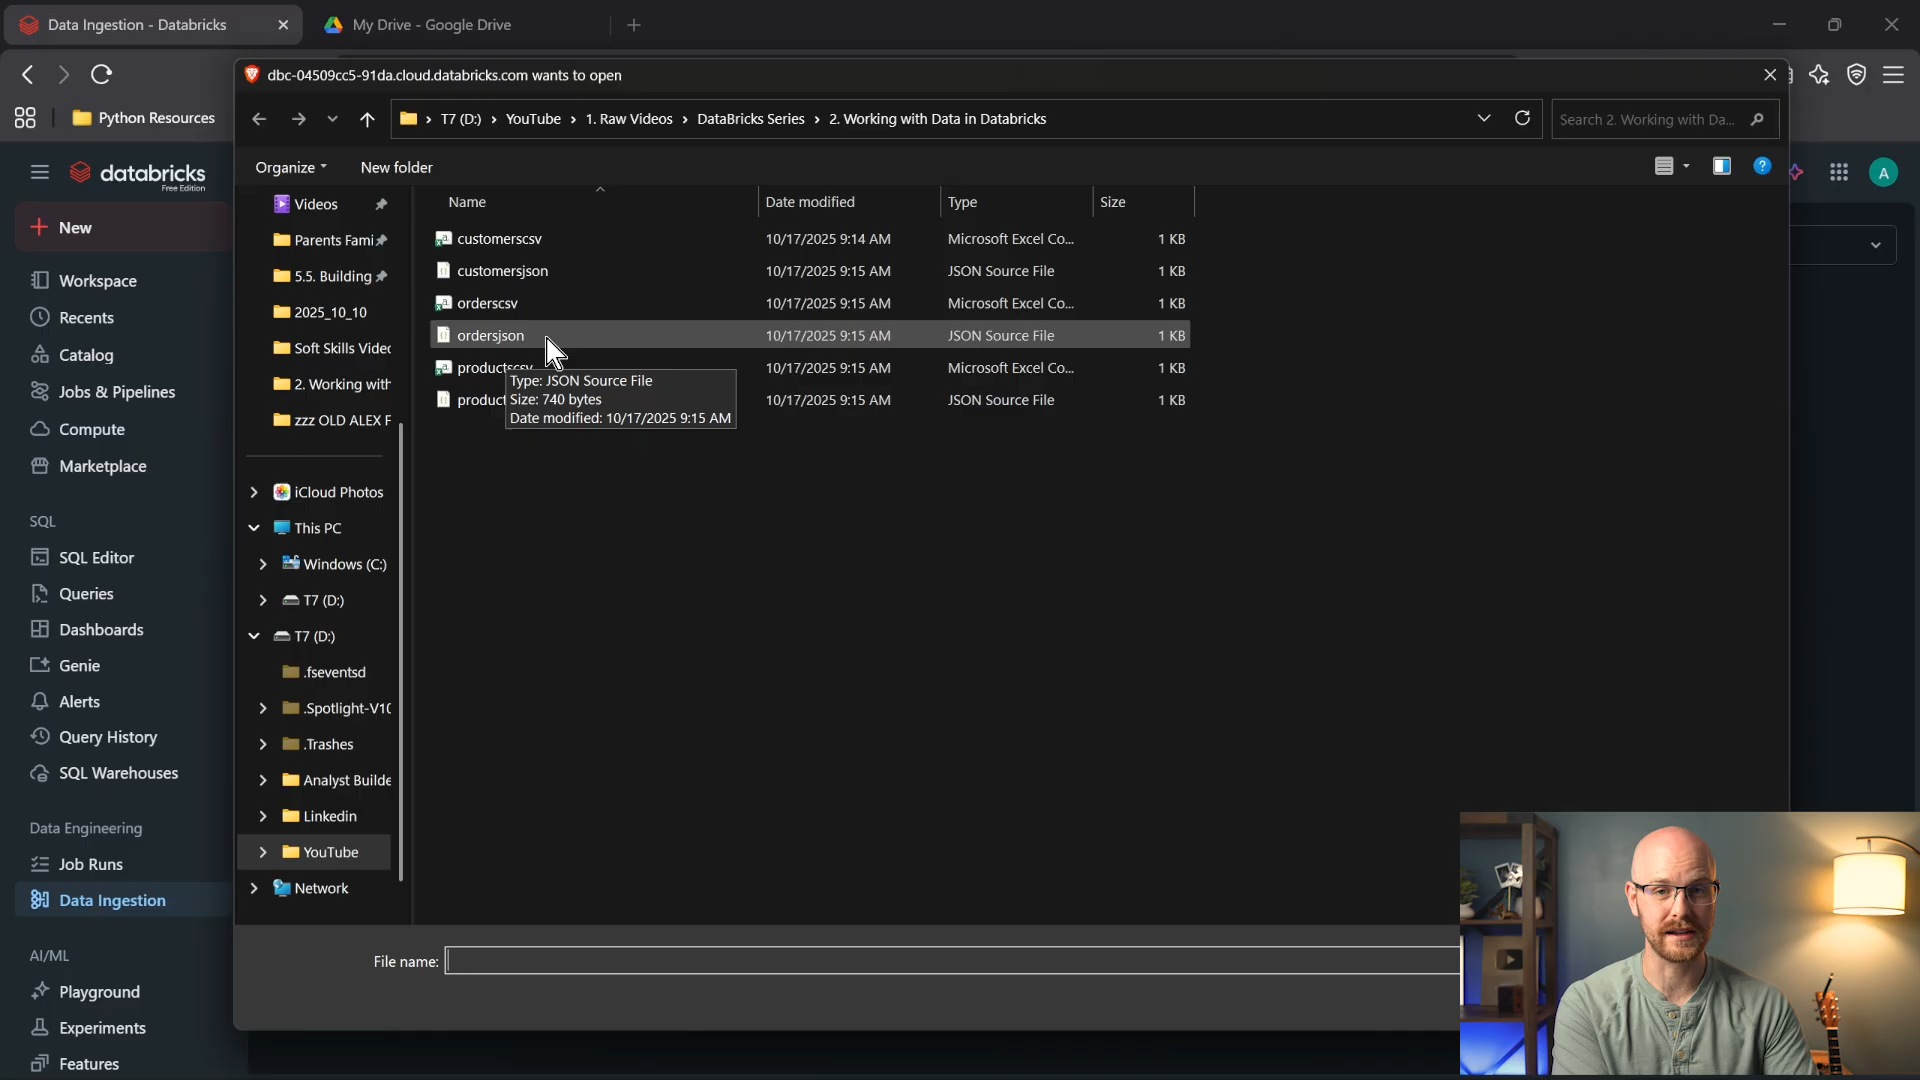 Data Ingestion - Databricks
My Drive - Google Drive
dbc-04509cc5-91da.cloud.databricks.com wants to open
Python Resources
T7 (D:) › YouTube › 1. Raw Videos › DataBricks Series › 2. Working with Data in Databricks
Search 2. Working with Da...
databricks
Free Edition
A
Organize
New folder
New
Workspace
Recents
Catalog
Jobs & Pipelines
Compute
Marketplace
SQL
SQL Editor
Queries
Dashboards
Genie
Alerts
Query History
SQL Warehouses
Data Engineering
Job Runs
Data Ingestion
AI/ML
Playground
Experiments
Features
Videos
Parents Fami
5.5. Building
2025_10_10
Soft Skills Videc
2. Working with
zzz OLD ALEX F
iCloud Photos
This PC
Windows (C:)
T7 (D:)
T7 (D:)
.fseventsd
.Spotlight-V10
.Trashes
Analyst Builde
Linkedin
YouTube
Network
Name Date modified Type Size
customerscsv 10/17/2025 9:14 AM Microsoft Excel Co... 1 KB
customersjson 10/17/2025 9:15 AM JSON Source File 1 KB
orderscsv 10/17/2025 9:15 AM Microsoft Excel Co... 1 KB
ordersjson 10/17/2025 9:15 AM JSON Source File 1 KB
productscsv 10/17/2025 9:15 AM Microsoft Excel Co... 1 KB
product 10/17/2025 9:15 AM JSON Source File 1 KB
Type: JSON Source File
Size: 740 bytes
Date modified: 10/17/2025 9:15 AM
File name: